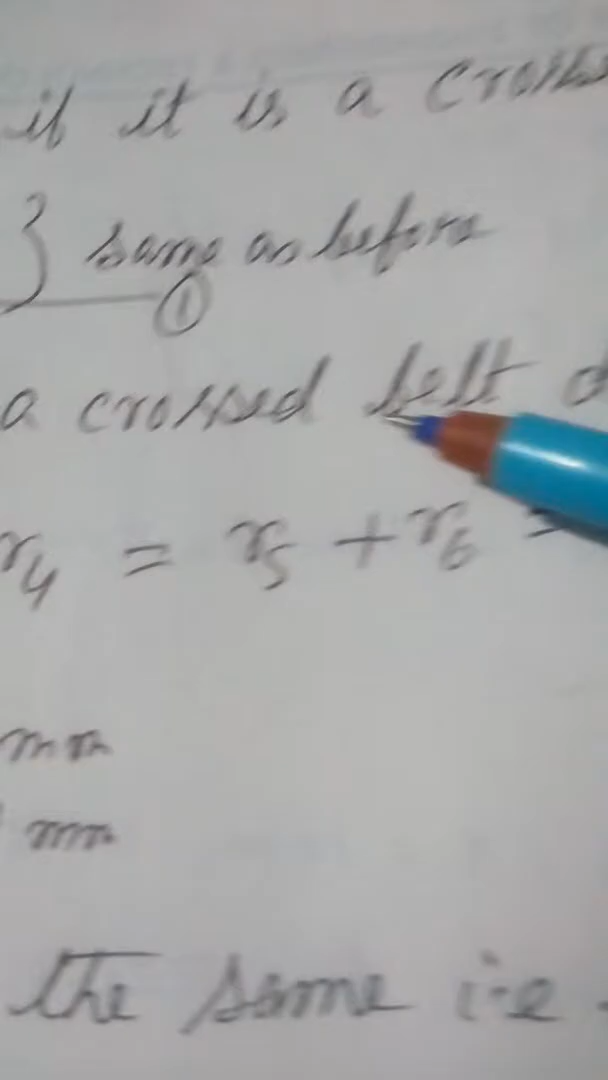 if it is a cross
} same as before
①
a crossed belt d
r4 = r5 + r6 =
mm
mm
the same i.e